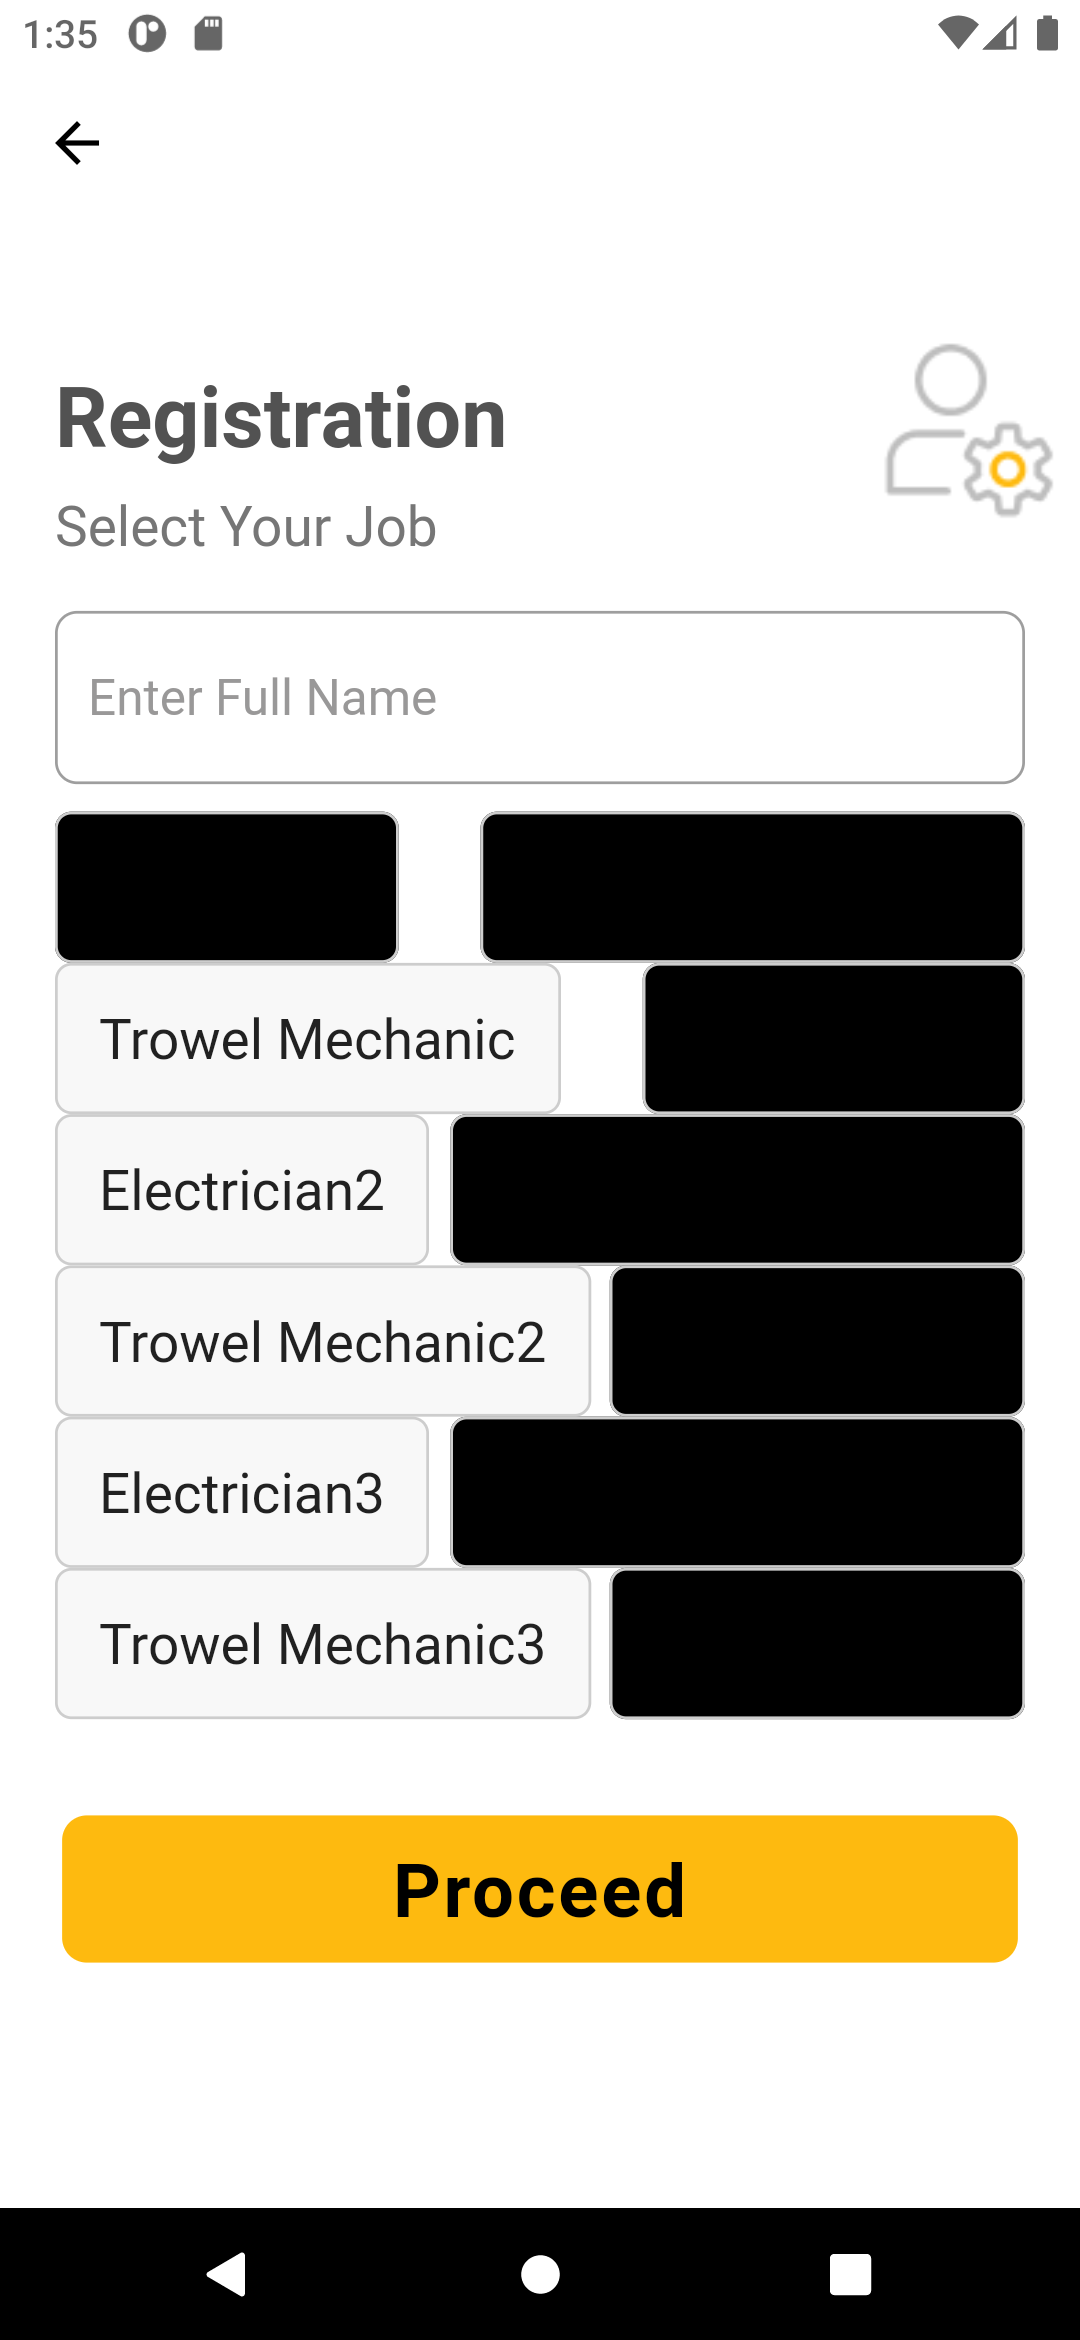 1:35
Registration
Select Your Job
Enter Full Name
Trowel Mechanic
Electrician2
Trowel Mechanic2
Electrician3
Trowel Mechanic3
Proceed